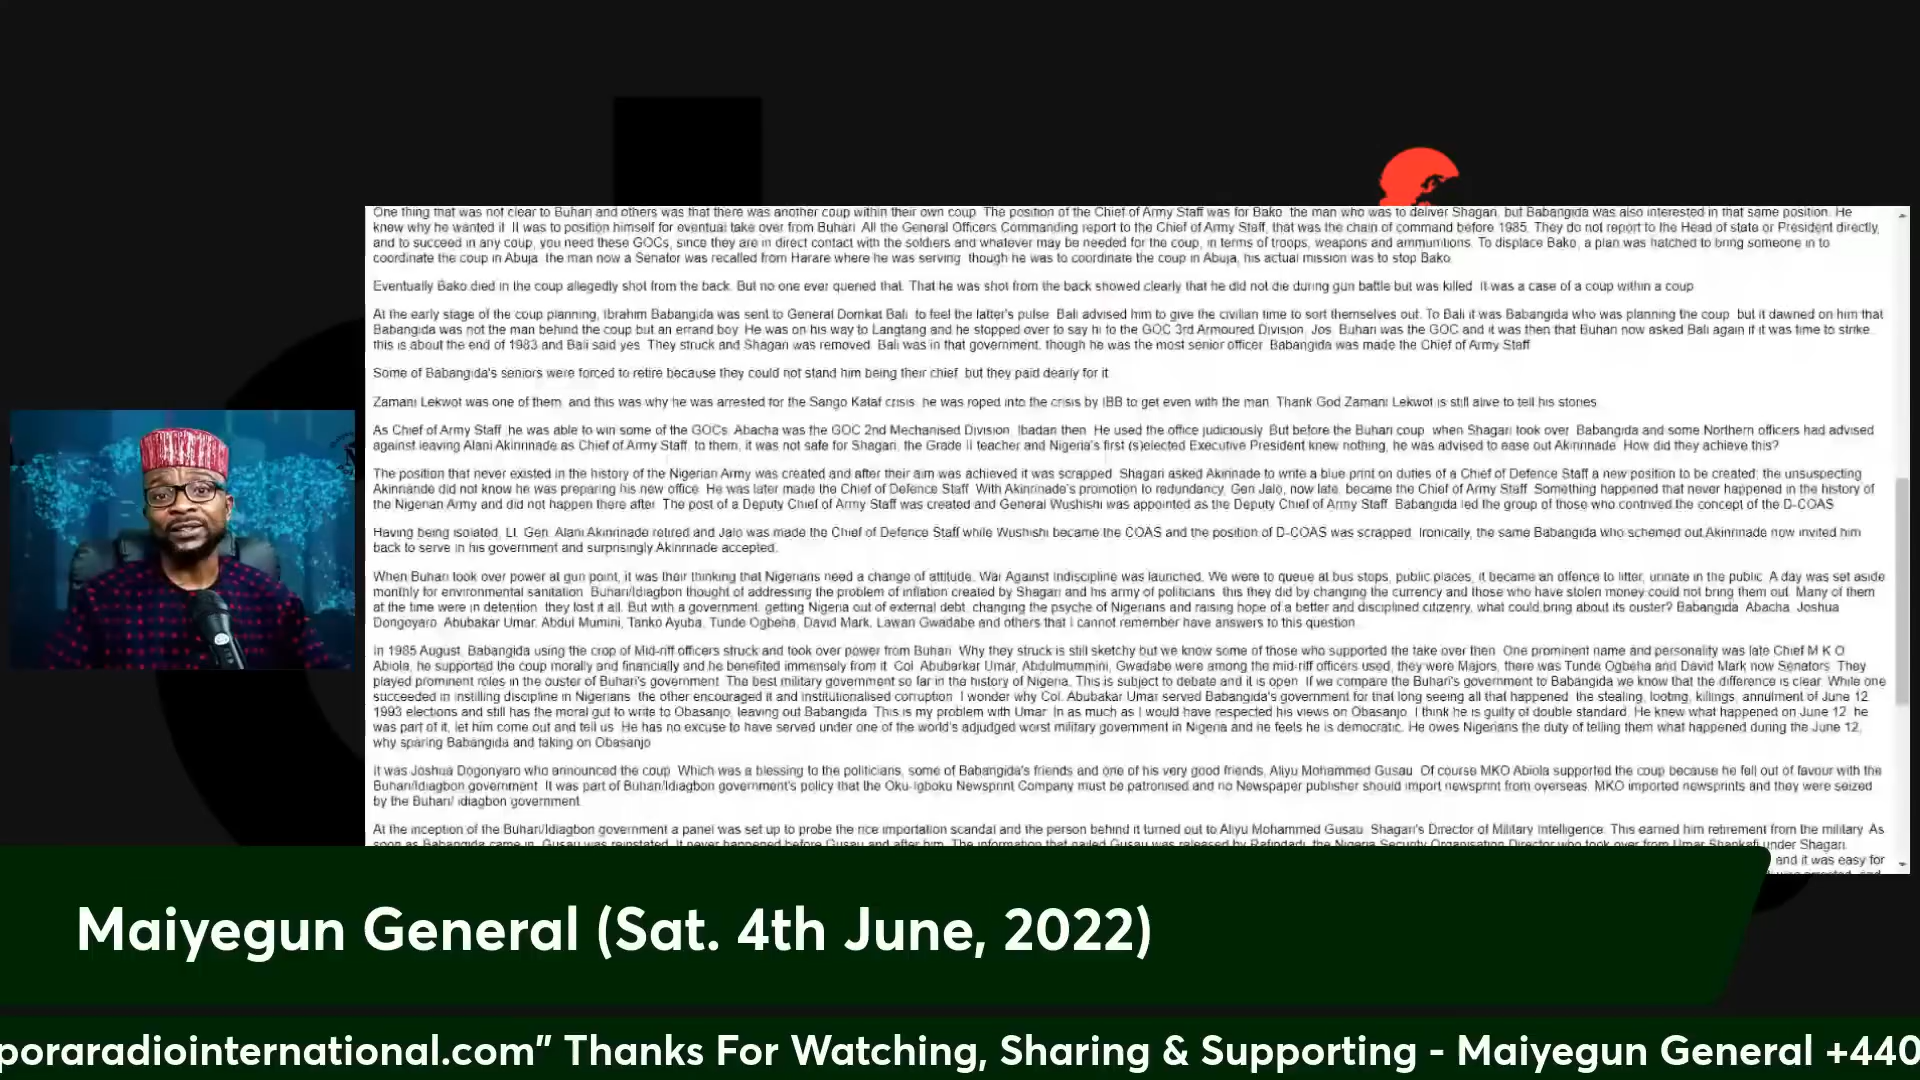 One thing that was not clear to Buhari and others was that there was another coup within their own coup. The position of the Chief of Army Staff was for Bako, the man who was to deliver Shagari, but Babangida was also interested in that same position. He
knew why he wanted it. It was to position himself for eventual take over from Buhari. All the General Officers Commanding report to the Chief of Army Staff, that was the chain of command before 1985. They do not report to the Head of state or President directly,
and to succeed in any coup, you need these GOCs, since they are in direct contact with the soldiers and whatever may be needed for the coup, in terms of troops, weapons and ammunitions. To displace Bako, a plan was hatched to bring someone in to
coordinate the coup in Abuja, the man now a Senator was recalled from Harare where he was serving, though he was to coordinate the coup in Abuja, his actual mission was to stop Bako.
Eventually Bako died in the coup allegedly shot from the back. But no one ever queried that. That he was shot from the back showed clearly that he did not die during gun battle but was killed. It was a case of a coup within a coup.
At the early stage of the coup planning, Ibrahim Babangida was sent to General Domkat Bali, to feel the latter's pulse. Bali advised him to give the civilian time to sort themselves out. To Bali it was Babangida who was planning the coup, but it dawned on him that
Babangida was not the man behind the coup but an errand boy. He was on his way to Langtang and he stopped over to say hi to the GOC 3rd Armoured Division, Jos. Buhari was the GOC and it was then that Buhari now asked Bali again if it was time to strike,
this is about the end of 1983 and Bali said yes. They struck and Shagari was removed. Bali was in that government, though he was the most senior officer. Babangida was made the Chief of Army Staff.
Some of Babangida's seniors were forced to retire because they could not stand him being their chief, but they paid dearly for it.
Zamani Lekwot was one of them, and this was why he was arrested for the Sango Kataf crisis, he was roped into the crisis by IBB to get even with the man. Thank God Zamani Lekwot is still alive to tell his stories.
As Chief of Army Staff, he was able to win some of the GOCs. Abacha was the GOC 2nd Mechanised Division, Ibadan then. He used the office judiciously. But before the Buhari coup, when Shagari took over, Babangida and some Northern officers had advised
against leaving Alani Akinrinade as Chief of Army Staff, to them, it was not safe for Shagari, the Grade II teacher and Nigeria's first (s)elected Executive President knew nothing, he was advised to ease out Akinrinade. How did they achieve this?
The position that never existed in the history of the Nigerian Army was created and after their aim was achieved it was scrapped. Shagari asked Akinrinade to write a blue print on duties of a Chief of Defence Staff a new position to be created, the unsuspecting
Akinrinande did not know he was preparing his new office. He was later made the Chief of Defence Staff. With Akinrinade's promotion to redundancy, Gen Jalo, now late, became the Chief of Army Staff. Something happened that never happened in the history of
the Nigerian Army and did not happen there after. The post of a Deputy Chief of Army Staff was created and General Wushishi was appointed as the Deputy Chief of Army Staff. Babangida led the group of those who contrived the concept of the D-COAS.
Having being isolated, Lt. Gen. Alani Akinrinade retired and Jalo was made the Chief of Defence Staff while Wushishi became the COAS and the position of D-COAS was scrapped. Ironically, the same Babangida who schemed out Akinrinade now invited him
back to serve in his government and surprisingly Akinrinade accepted.
When Buhari took over power at gun point, it was their thinking that Nigerians need a change of attitude. War Against Indiscipline was launched. We were to queue at bus stops, public places, it became an offence to litter, urinate in the public. A day was set aside
monthly for environmental sanitation. Buhari/Idiagbon thought of addressing the problem of inflation created by Shagari and his army of politicians, this they did by changing the currency and those who have stolen money could not bring them out. Many of them
at the time were in detention, they lost it all. But with a government, getting Nigeria out of external debt, changing the psyche of Nigerians and raising hope of a better and disciplined citizenry, what could bring about its ouster? Babangida, Abacha, Joshua
Dongoyaro, Abubakar Umar, Abdul Mumini, Tanko Ayuba, Tunde Ogbeha, David Mark, Lawan Gwadabe and others that I cannot remember have answers to this question.
In 1985 August, Babangida using the crop of Mid-riff officers struck and took over power from Buhari. Why they struck is still sketchy but we know some of those who supported the take over then. One prominent name and personality was late Chief M K O
Abiola, he supported the coup morally and financially and he benefited immensely from it. Col. Abubarkar Umar, Abdulmummini, Gwadabe were among the mid-riff officers used, they were Majors, there was Tunde Ogbeha and David Mark now Senators. They
played prominent roles in the ouster of Buhari's government. The best military government so far in the history of Nigeria. This is subject to debate and it is open. If we compare the Buhari's government to Babangida we know that the difference is clear. While one
succeeded in instilling discipline in Nigerians, the other encouraged it and institutionalised corruption. I wonder why Col. Abubakar Umar served Babangida's government for that long seeing all that happened, the stealing, looting, killings, annulment of June 12
1993 elections and still has the moral gut to write to Obasanjo, leaving out Babangida. This is my problem with Umar. In as much as I would have respected his views on Obasanjo, I think he is guilty of double standard. He knew what happened on June 12, he
was part of it, let him come out and tell us. He has no excuse to have served under one of the world's adjudged worst military government in Nigeria and he feels he is democratic. He owes Nigerians the duty of telling them what happened during the June 12,
why sparing Babangida and taking on Obasanjo
It was Joshua Dogonyaro who announced the coup. Which was a blessing to the politicians, some of Babangida's friends and one of his very good friends, Aliyu Mohammed Gusau. Of course MKO Abiola supported the coup because he fell out of favour with the
Buhari/Idiagbon government. It was part of Buhari/Idiagbon government's policy that the Oku-Igboku Newsprint Company must be patronised and no Newspaper publisher should import newsprint from overseas. MKO imported newsprints and they were seized
by the Buhari/ idiagbon government.
At the inception of the Buhari/Idiagbon government a panel was set up to probe the rice importation scandal and the person behind it turned out to Aliyu Mohammed Gusau, Shagari's Director of Military Intelligence. This earned him retirement from the military. As
soon as Babangida came in, Gusau was reinstated. It never happened before Gusau and after him. The information that nailed Gusau was released by Rafindadi, the Nigeria Security Organisation Director who took over from Umar Shankafi under Shagari.
and it was easy for
Maiyegun General (Sat. 4th June, 2022)
poraradiointernational.com” Thanks For Watching, Sharing & Supporting - Maiyegun General +440